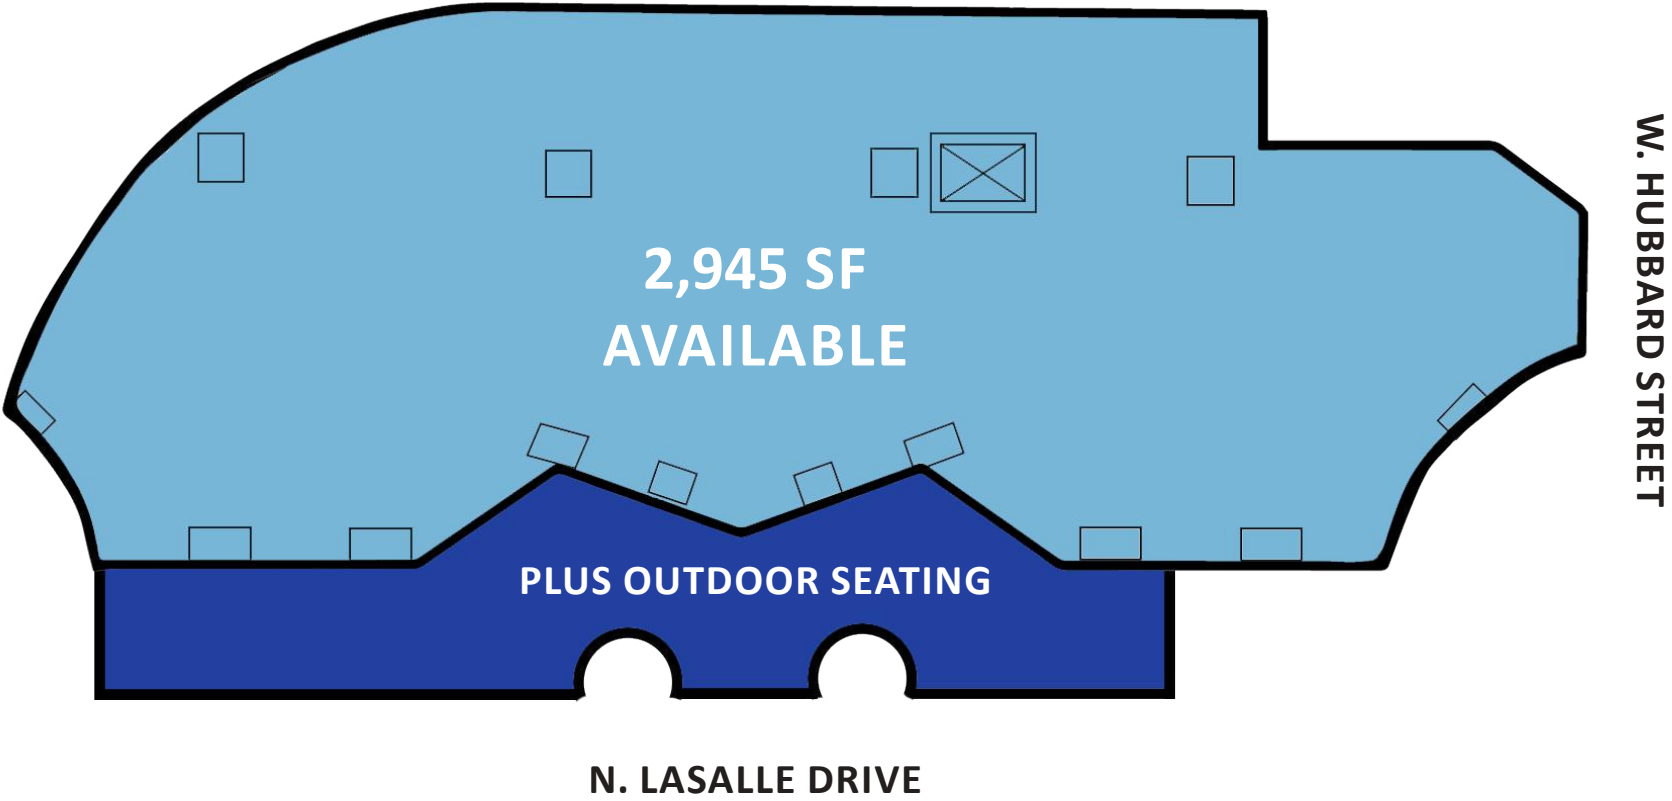 2,945 SF
AVAILABLE
PLUS OUTDOOR SEATING
N. LASALLE DRIVE
W. HUBBARD STREET